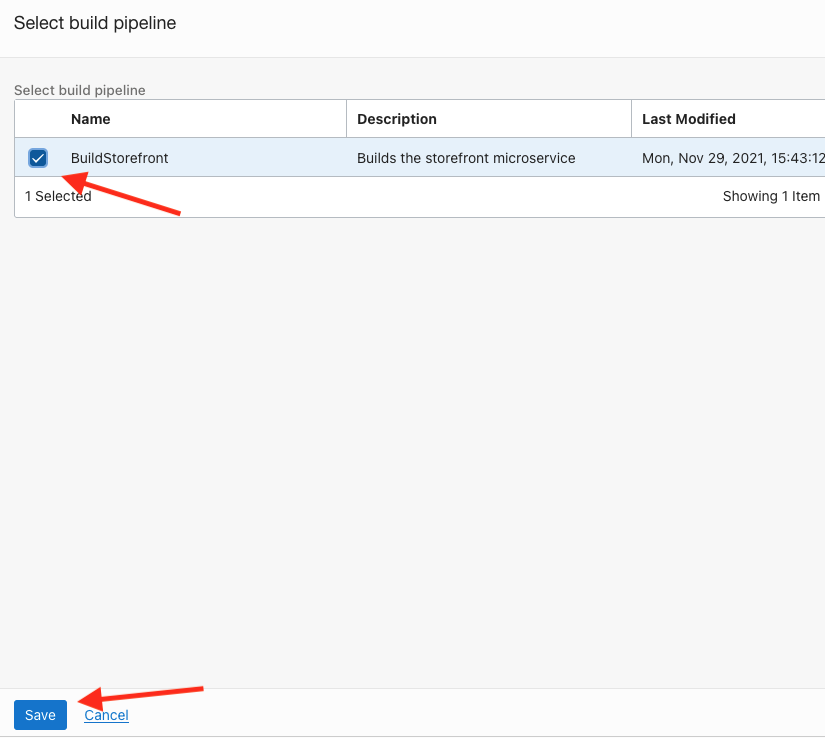 Select build pipeline
Select build pipeline
Name Description Last Modified
BuildStorefront Builds the storefront microservice Mon, Nov 29, 2021, 15:43:12
1 Selected Showing 1 Item
Save Cancel